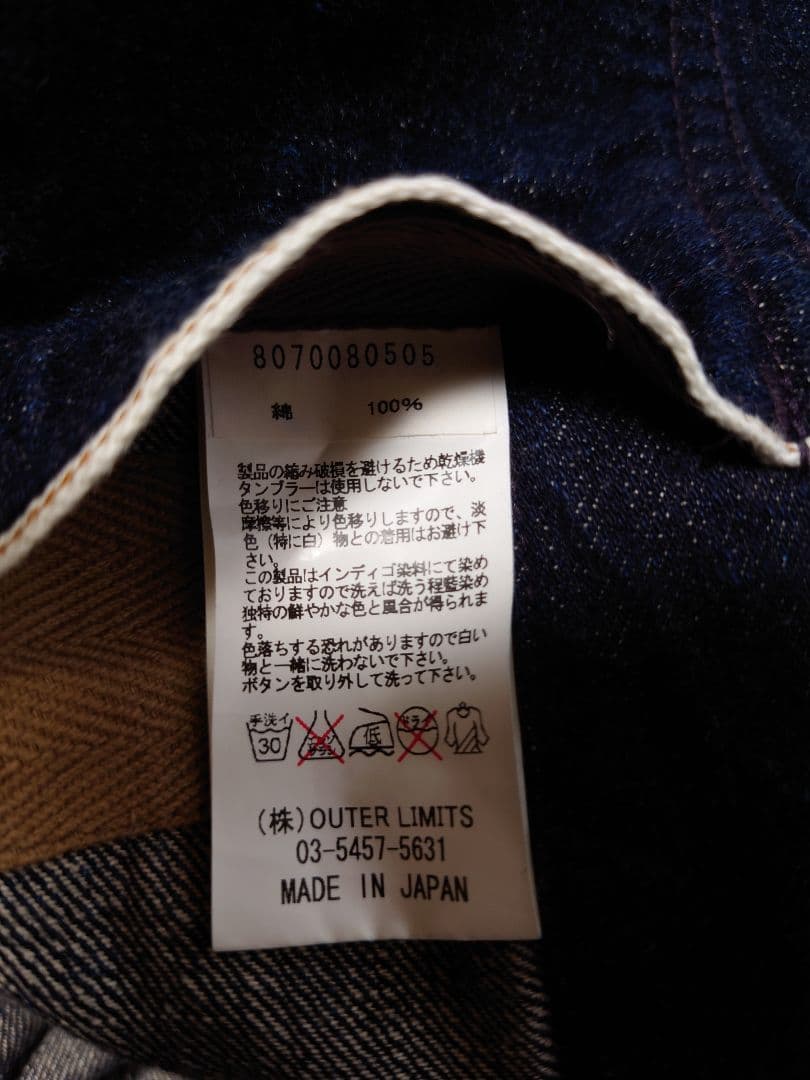 8070080505
綿 100%
製品の縮み破損を避けるため乾燥機
タンブラーは使用しないで下さい。
色移りにご注意
摩擦等により色移りしますので、淡
色（特に白）物との着用はお避け下
さい。
この製品はインディゴ染料にて染め
ておりますので洗えば洗う程藍染め
独特の鮮やかな色と風合が得られま
す。
色落ちする恐れがありますので白い
物と一緒に洗わないで下さい。
ボタンを取り外して洗って下さい。
手洗イ 30 エンソサラシ 低 ドライ
(株)OUTER LIMITS
03-5457-5631
MADE IN JAPAN